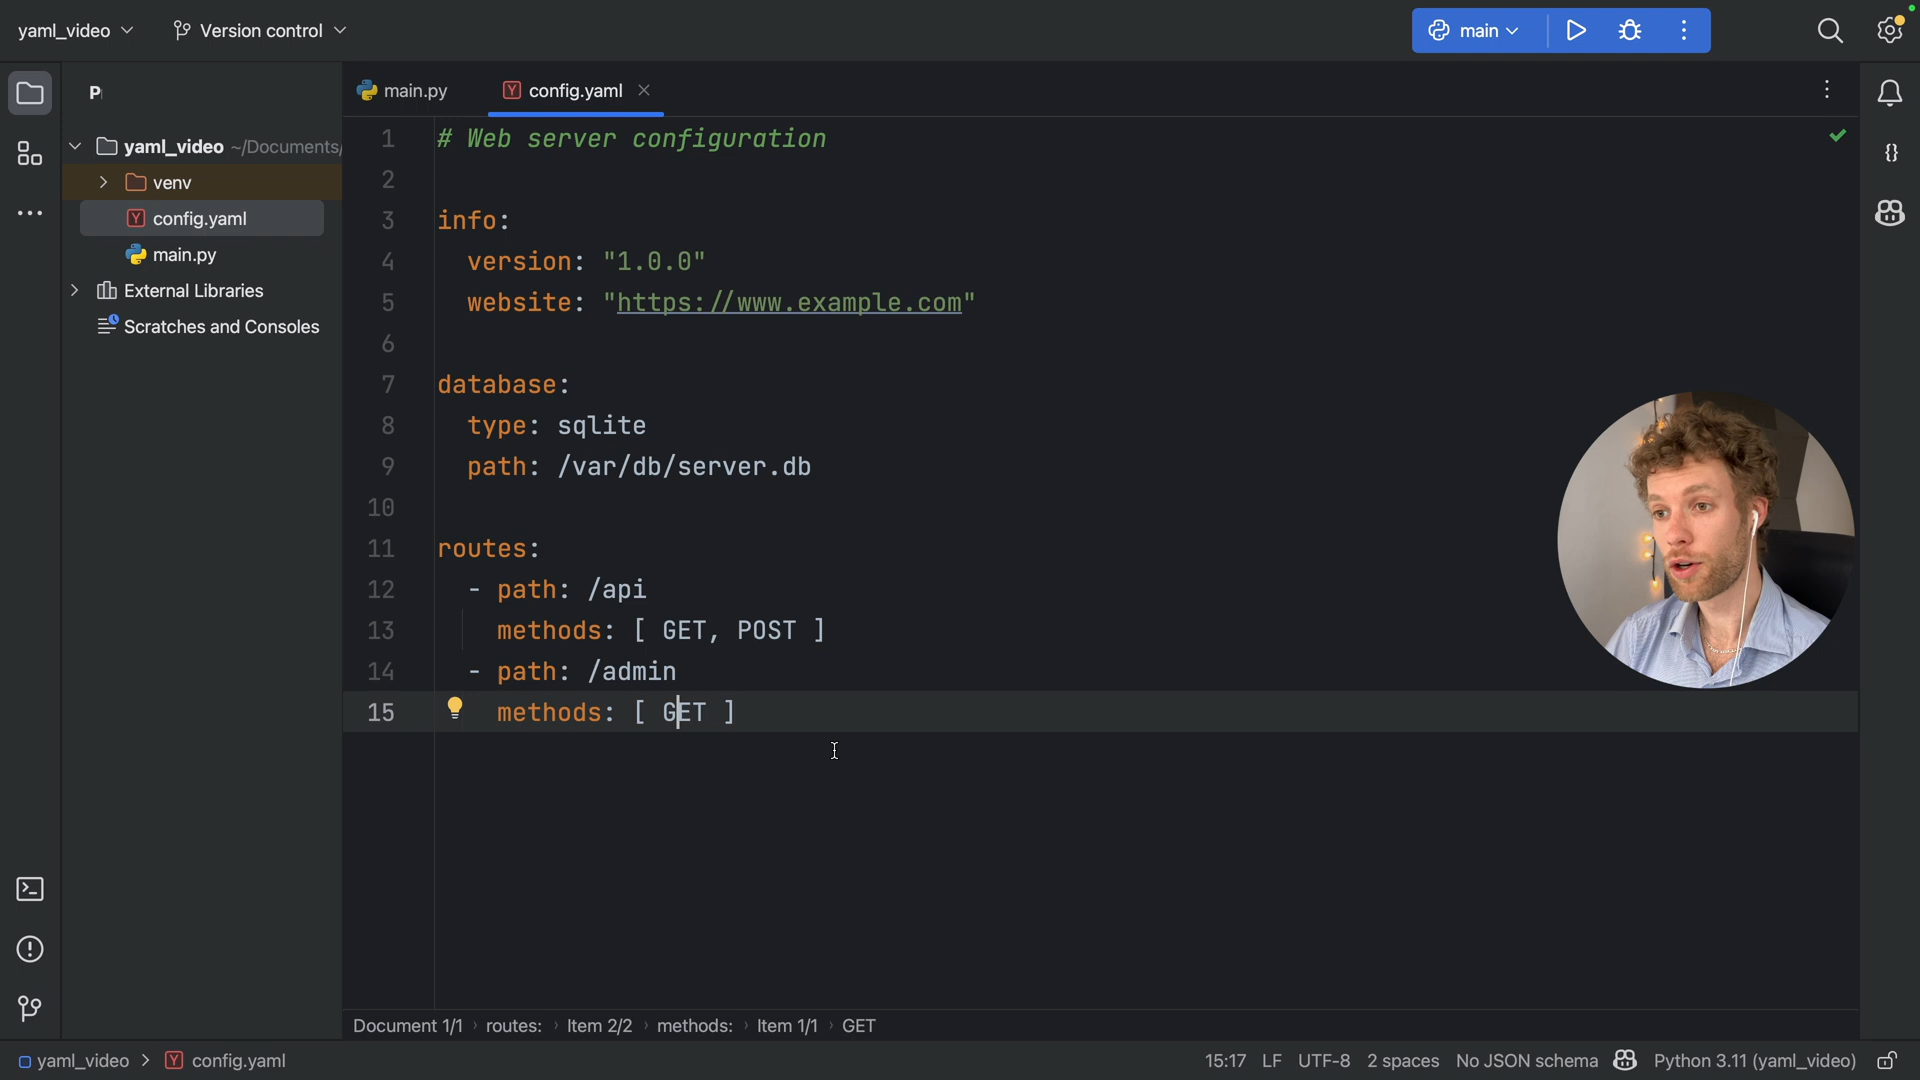 yaml_video
Version control
main
P
main.py
config.yaml
yaml_video ~/Documents/
venv
config.yaml
main.py
External Libraries
Scratches and Consoles
1 # Web server configuration
2
3 info:
4   version: "1.0.0"
5   website: "https://www.example.com"
6
7 database:
8   type: sqlite
9   path: /var/db/server.db
10
11 routes:
12   - path: /api
13     methods: [ GET, POST ]
14   - path: /admin
15     methods: [ GET ]
Document 1/1 › routes: › Item 2/2 › methods: › Item 1/1 › GET
yaml_video > config.yaml
15:17 LF UTF-8 2 spaces No JSON schema Python 3.11 (yaml_video)